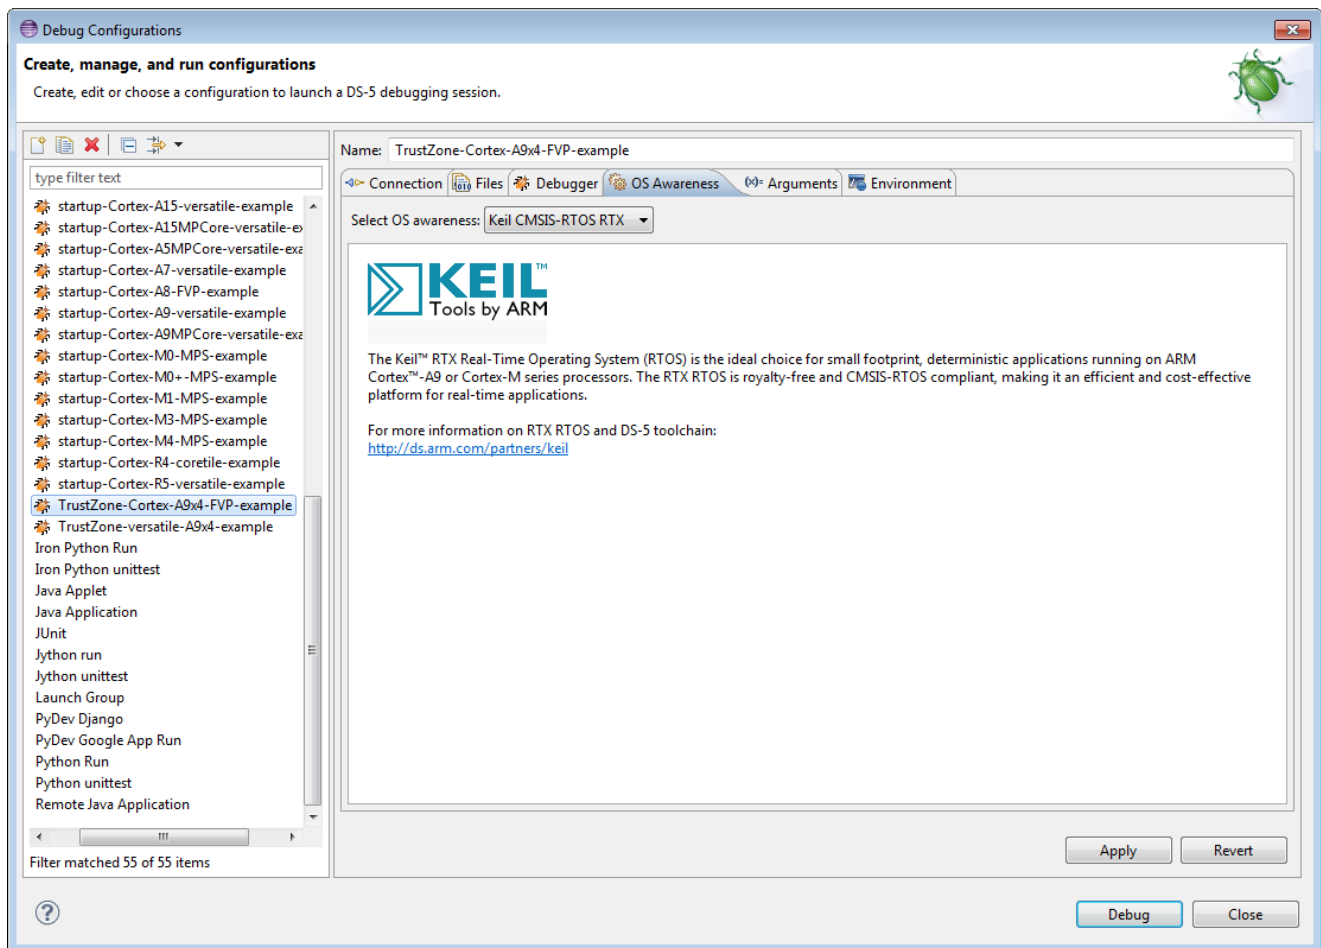 Debug Configurations
Create, manage, and run configurations
Create, edit or choose a configuration to launch a DS-5 debugging session.
type filter text
startup-Cortex-A15-versatile-example
startup-Cortex-A15MPCore-versatile-ex
startup-Cortex-A5MPCore-versatile-exa
startup-Cortex-A7-versatile-example
startup-Cortex-A8-FVP-example
startup-Cortex-A9-versatile-example
startup-Cortex-A9MPCore-versatile-exa
startup-Cortex-M0-MPS-example
startup-Cortex-M0+-MPS-example
startup-Cortex-M1-MPS-example
startup-Cortex-M3-MPS-example
startup-Cortex-M4-MPS-example
startup-Cortex-R4-coretile-example
startup-Cortex-R5-versatile-example
TrustZone-Cortex-A9x4-FVP-example
TrustZone-versatile-A9x4-example
Iron Python Run
Iron Python unittest
Java Applet
Java Application
JUnit
Jython run
Jython unittest
Launch Group
PyDev Django
PyDev Google App Run
Python Run
Python unittest
Remote Java Application
Filter matched 55 of 55 items
Name: TrustZone-Cortex-A9x4-FVP-example
Connection Files Debugger OS Awareness (x)= Arguments Environment
Select OS awareness: Keil CMSIS-RTOS RTX
KEIL™
Tools by ARM
The Keil™ RTX Real-Time Operating System (RTOS) is the ideal choice for small footprint, deterministic applications running on ARM
Cortex™-A9 or Cortex-M series processors. The RTX RTOS is royalty-free and CMSIS-RTOS compliant, making it an efficient and cost-effective
platform for real-time applications.
For more information on RTX RTOS and DS-5 toolchain:
http://ds.arm.com/partners/keil
Apply Revert
Debug Close